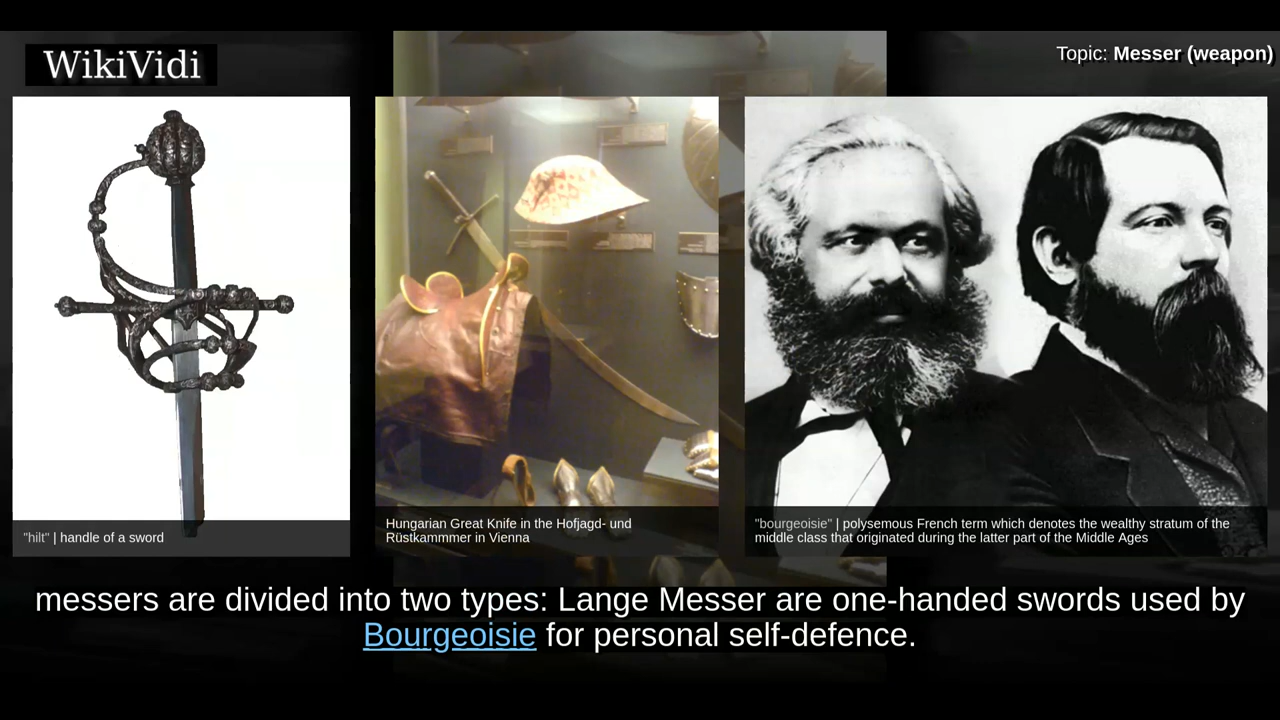 WikiVidi
Topic: Messer (weapon)
"hilt" | handle of a sword
Hungarian Great Knife in the Hofjagd- und
Rüstkammmer in Vienna
"bourgeoisie" | polysemous French term which denotes the wealthy stratum of the
middle class that originated during the latter part of the Middle Ages
messers are divided into two types: Lange Messer are one-handed swords used by
Bourgeoisie for personal self-defence.